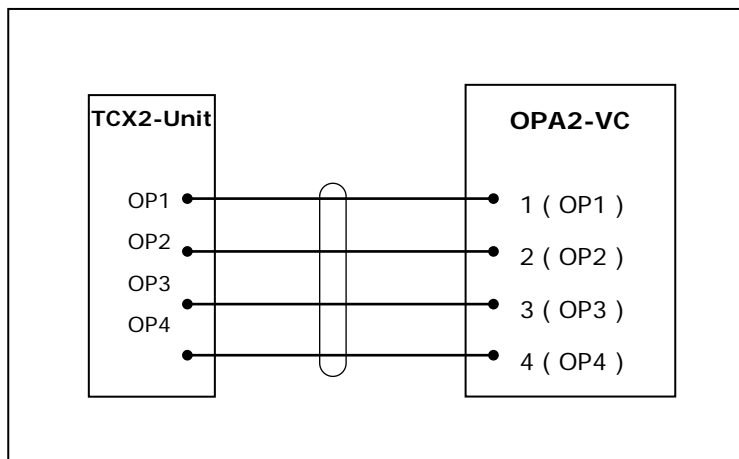 TCX2-Unit
OP1
OP2
OP3
OP4
OPA2-VC
1 ( OP1 )
2 ( OP2 )
3 ( OP3 )
4 ( OP4 )